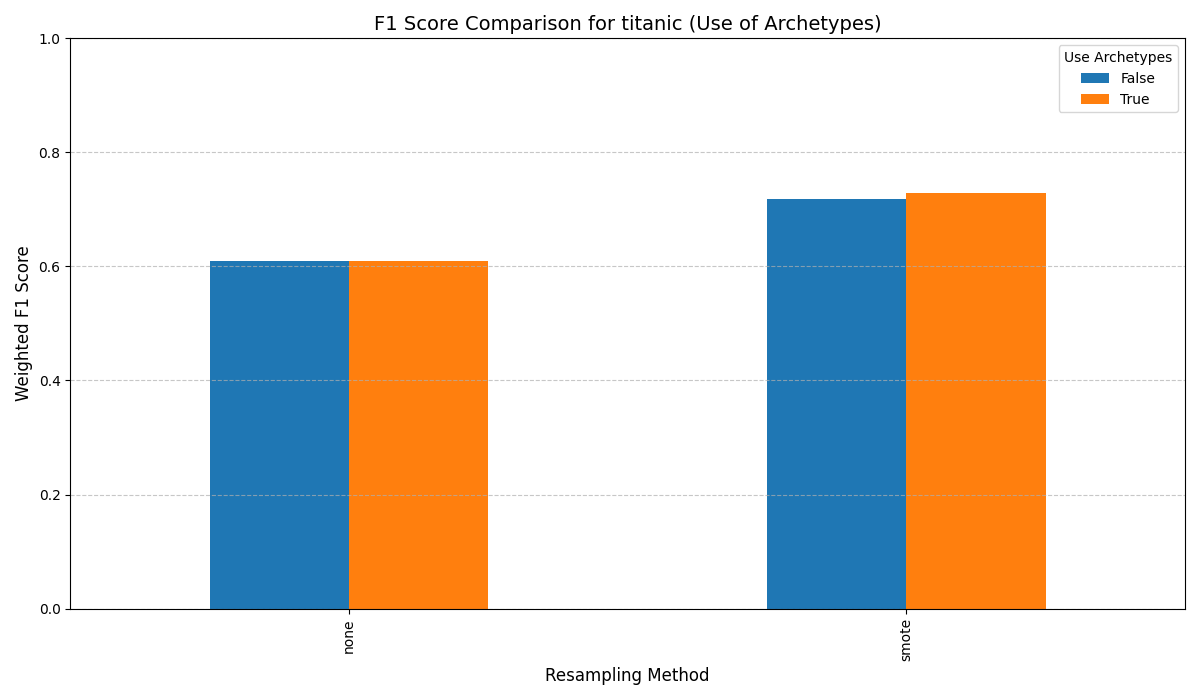 F1 Score Comparison for titanic (Use of Archetypes)
Use Archetypes
False
True
Weighted F1 Score
1.0
0.8
0.6
0.4
0.2
0.0
none
smote
Resampling Method